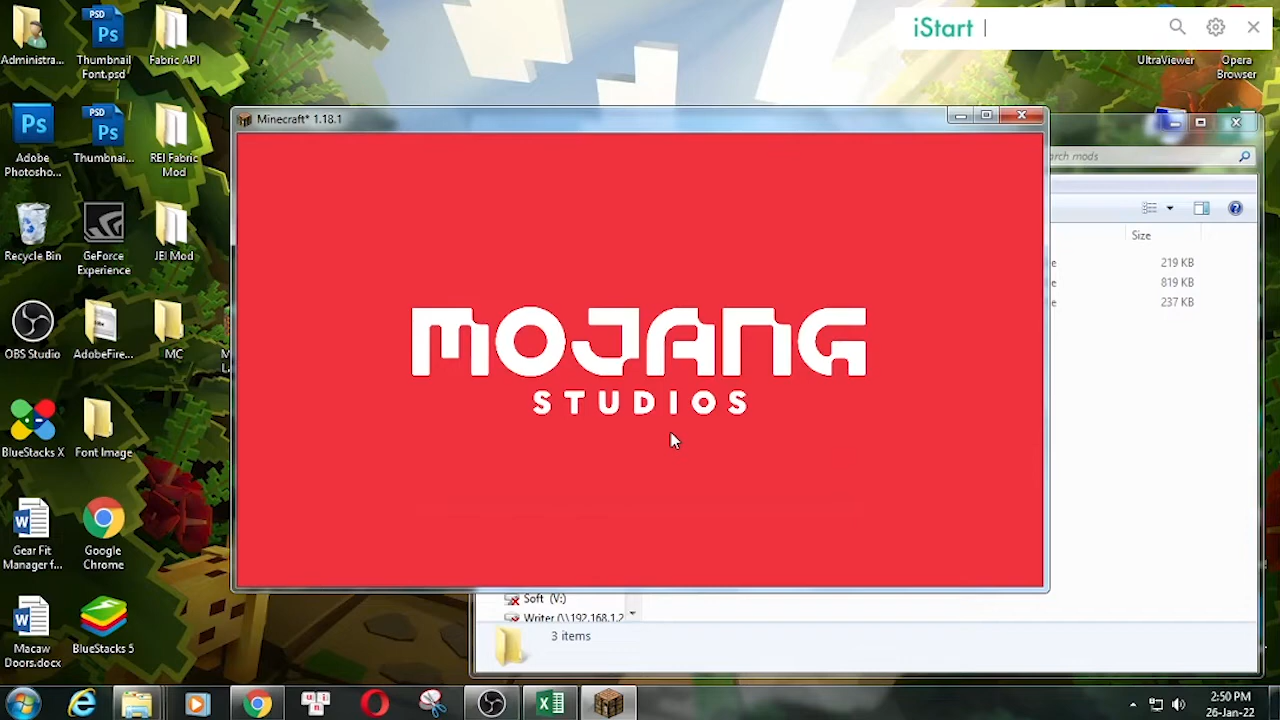 iStart
Administra...
Thumbnail
Font.psd
Fabric API
UltraViewer
Opera
Browser
Minecraft* 1.18.1
arch mods
Adobe
Photosho...
Thumbnai...
REI Fabric
Mod
Size
Recycle Bin
GeForce
Experience
JEI Mod
e 219 KB
e 819 KB
e 237 KB
MOJANG
STUDIOS
OBS Studio
AdobeFire...
MC
BlueStacks X
Font Image
Gear Fit
Manager f...
Google
Chrome
Soft (V:)
Writer (\\192.168.1.2
3 items
Macaw
Doors.docx
BlueStacks 5
2:50 PM
26-Jan-22